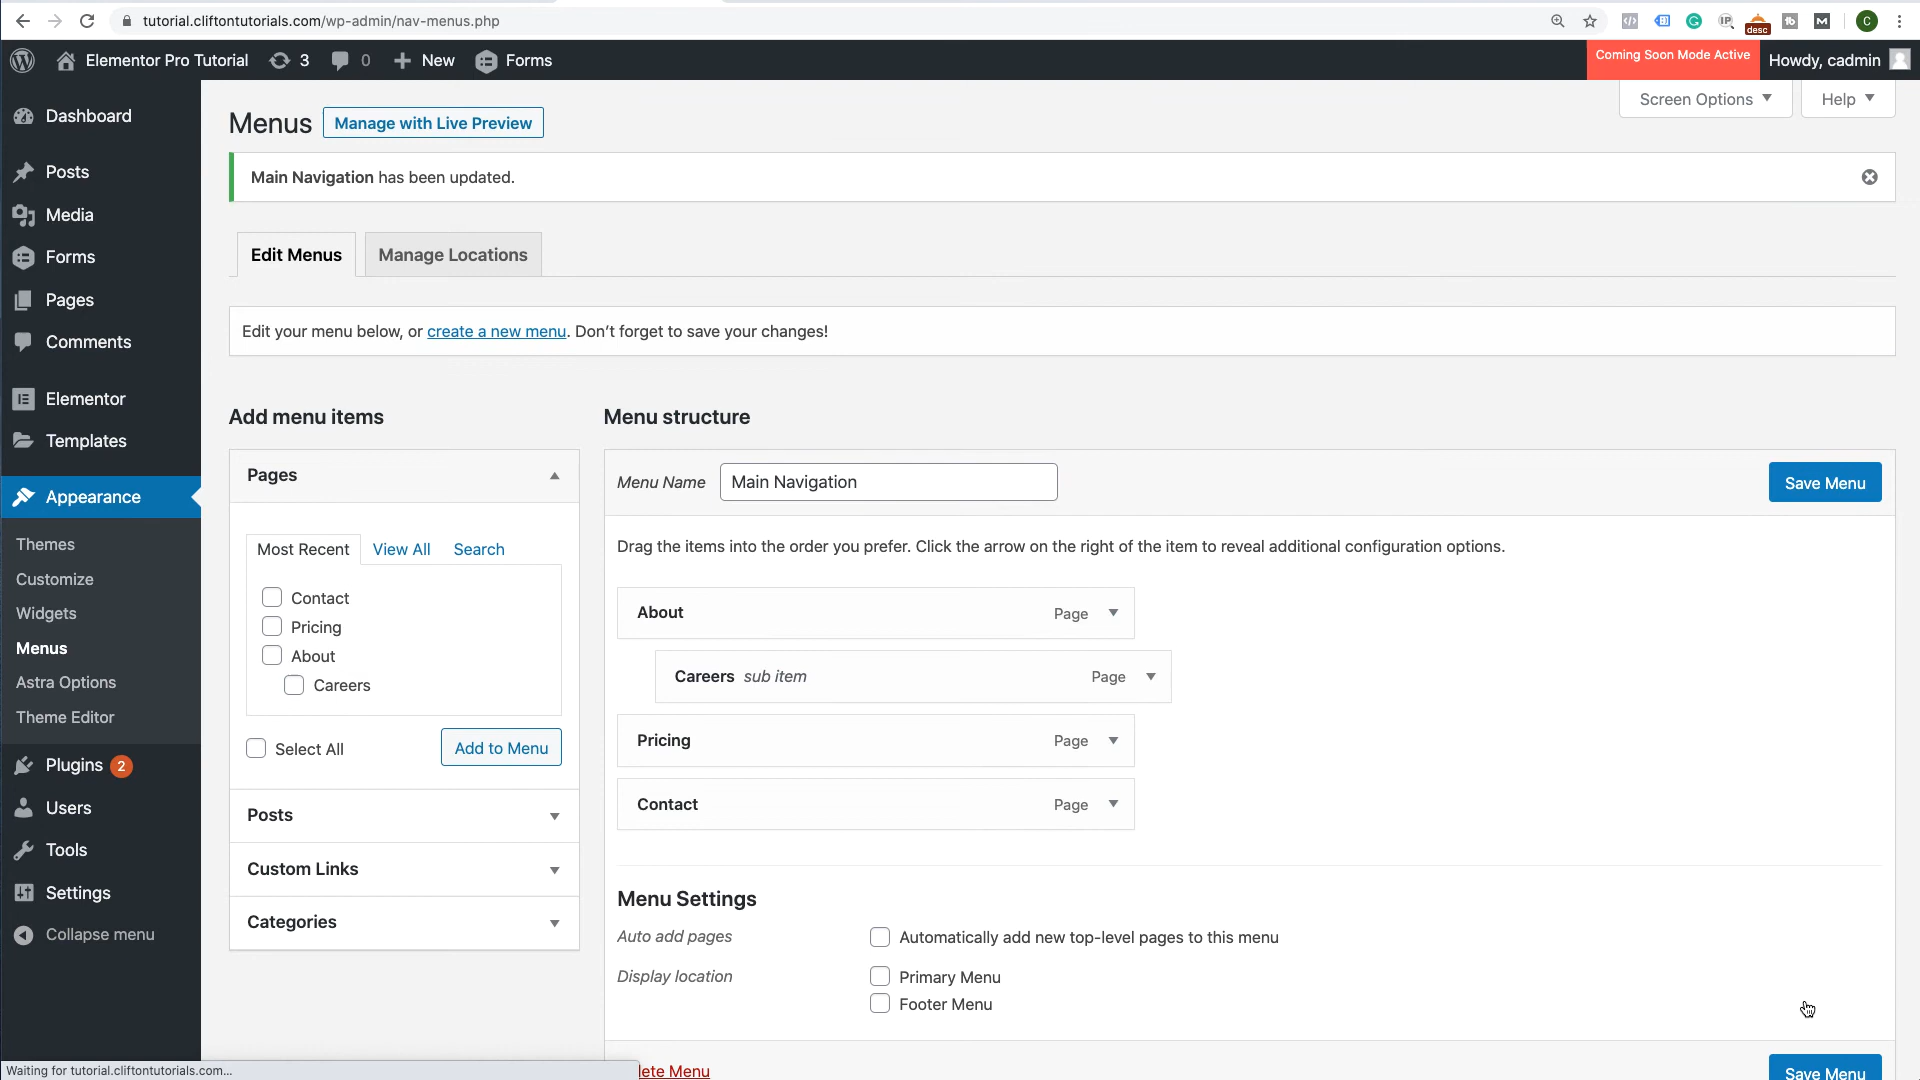 tutorial.cliftontutorials.com/wp-admin/nav-menus.php
desc
C
Elementor Pro Tutorial 3 0 New Forms
Coming Soon Mode Active
Howdy, cadmin
Dashboard
Posts
Media
Forms
Pages
Comments
Elementor
Templates
Appearance
Themes
Customize
Widgets
Menus
Astra Options
Theme Editor
Plugins 2
Users
Tools
Settings
Collapse menu
Screen Options
Help
Menus Manage with Live Preview
Main Navigation has been updated.
Edit Menus
Manage Locations
Edit your menu below, or create a new menu. Don't forget to save your changes!
Add menu items
Pages
Most Recent View All Search
Contact
Pricing
About
Careers
Select All
Add to Menu
Posts
Custom Links
Categories
Menu structure
Menu Name Main Navigation
Save Menu
Drag the items into the order you prefer. Click the arrow on the right of the item to reveal additional configuration options.
About Page
Careers sub item Page
Pricing Page
Contact Page
Menu Settings
Auto add pages
Automatically add new top-level pages to this menu
Display location
Primary Menu
Footer Menu
lete Menu
Save Menu
Waiting for tutorial.cliftontutorials.com...